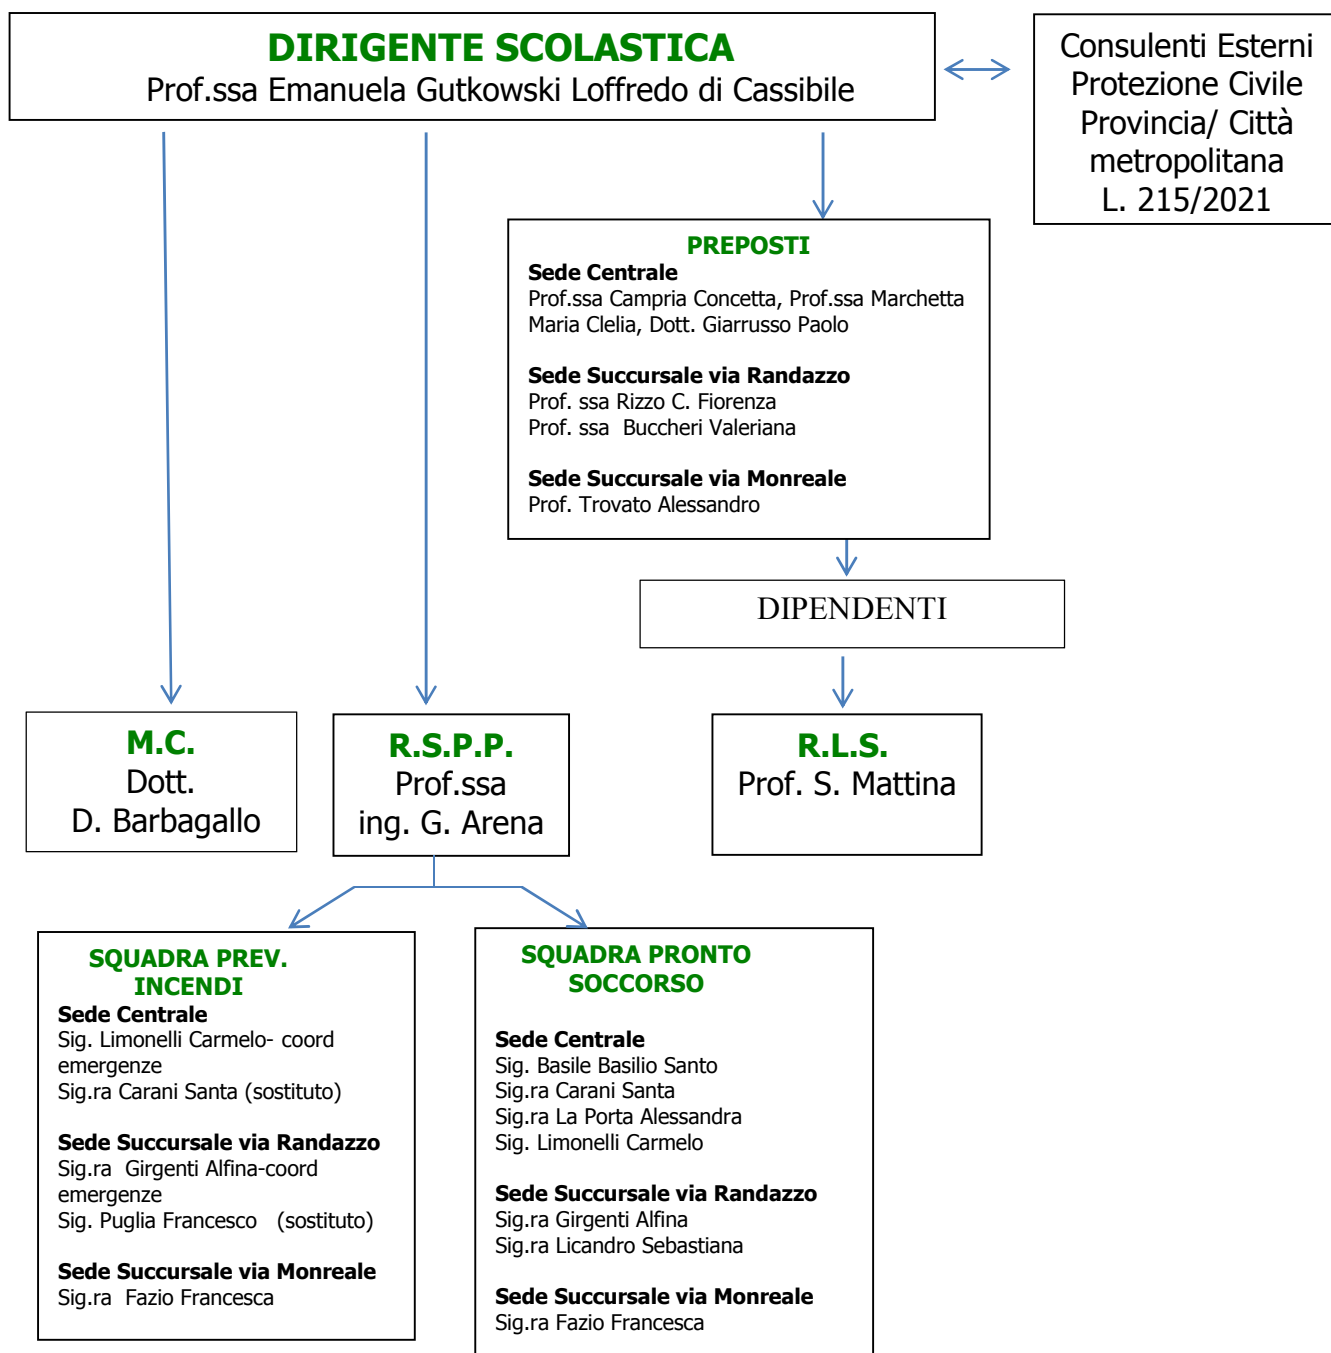 DIRIGENTE SCOLASTICA
Prof.ssa Emanuela Gutkowski Loffredo di Cassibile
Consulenti Esterni
Protezione Civile
Provincia/ Città
metropolitana
L. 215/2021
PREPOSTI
Sede Centrale
Prof.ssa Campria Concetta, Prof.ssa Marchetta
Maria Clelia, Dott. Giarrusso Paolo
Sede Succursale via Randazzo
Prof. ssa Rizzo C. Fiorenza
Prof. ssa  Buccheri Valeriana
Sede Succursale via Monreale
Prof. Trovato Alessandro
DIPENDENTI
M.C.
Dott.
D. Barbagallo
R.S.P.P.
Prof.ssa
ing. G. Arena
R.L.S.
Prof. S. Mattina
SQUADRA PREV.
INCENDI
Sede Centrale
Sig. Limonelli Carmelo- coord
emergenze
Sig.ra Carani Santa (sostituto)
Sede Succursale via Randazzo
Sig.ra  Girgenti Alfina-coord
emergenze
Sig. Puglia Francesco   (sostituto)
Sede Succursale via Monreale
Sig.ra  Fazio Francesca
SQUADRA PRONTO
SOCCORSO
Sede Centrale
Sig. Basile Basilio Santo
Sig.ra Carani Santa
Sig.ra La Porta Alessandra
Sig. Limonelli Carmelo
Sede Succursale via Randazzo
Sig.ra Girgenti Alfina
Sig.ra Licandro Sebastiana
Sede Succursale via Monreale
Sig.ra Fazio Francesca